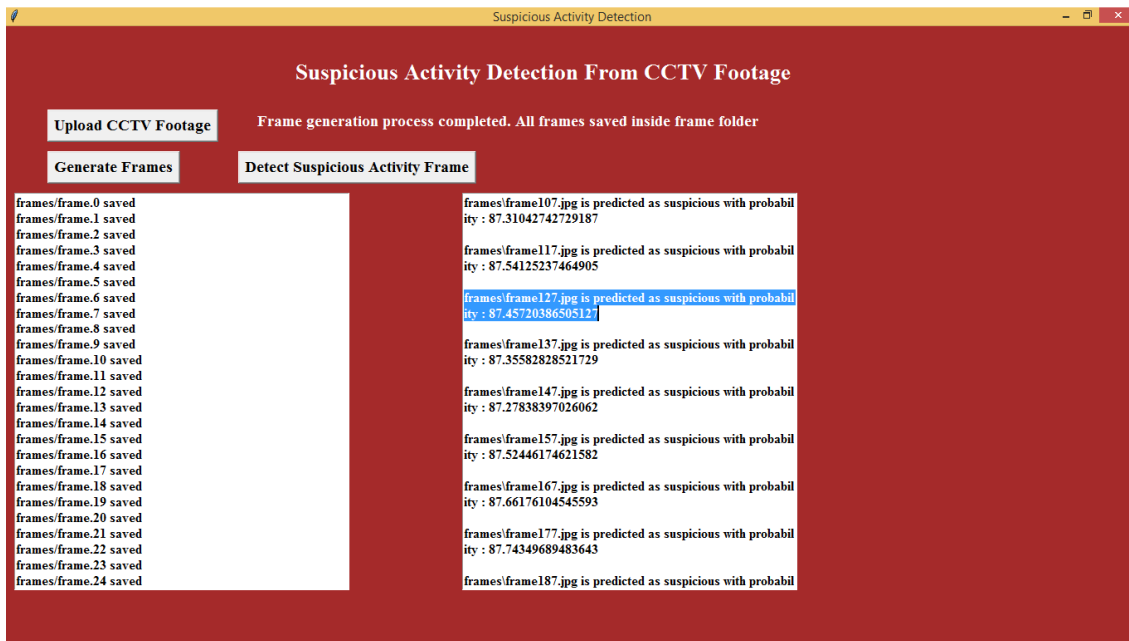 Suspicious Activity Detection
Suspicious Activity Detection From CCTV Footage
Upload CCTV Footage
Frame generation process completed. All frames saved inside frame folder
Generate Frames
Detect Suspicious Activity Frame
frames/frame.0 saved
frames/frame.1 saved
frames/frame.2 saved
frames/frame.3 saved
frames/frame.4 saved
frames/frame.5 saved
frames/frame.6 saved
frames/frame.7 saved
frames/frame.8 saved
frames/frame.9 saved
frames/frame.10 saved
frames/frame.11 saved
frames/frame.12 saved
frames/frame.13 saved
frames/frame.14 saved
frames/frame.15 saved
frames/frame.16 saved
frames/frame.17 saved
frames/frame.18 saved
frames/frame.19 saved
frames/frame.20 saved
frames/frame.21 saved
frames/frame.22 saved
frames/frame.23 saved
frames/frame.24 saved
frames\frame107.jpg is predicted as suspicious with probabil
ity : 87.31042742729187
frames\frame117.jpg is predicted as suspicious with probabil
ity : 87.54125237464905
frames\frame127.jpg is predicted as suspicious with probabil
ity : 87.45720386505127
frames\frame137.jpg is predicted as suspicious with probabil
ity : 87.35582828521729
frames\frame147.jpg is predicted as suspicious with probabil
ity : 87.27838397026062
frames\frame157.jpg is predicted as suspicious with probabil
ity : 87.52446174621582
frames\frame167.jpg is predicted as suspicious with probabil
ity : 87.66176104545593
frames\frame177.jpg is predicted as suspicious with probabil
ity : 87.74349689483643
frames\frame187.jpg is predicted as suspicious with probabil